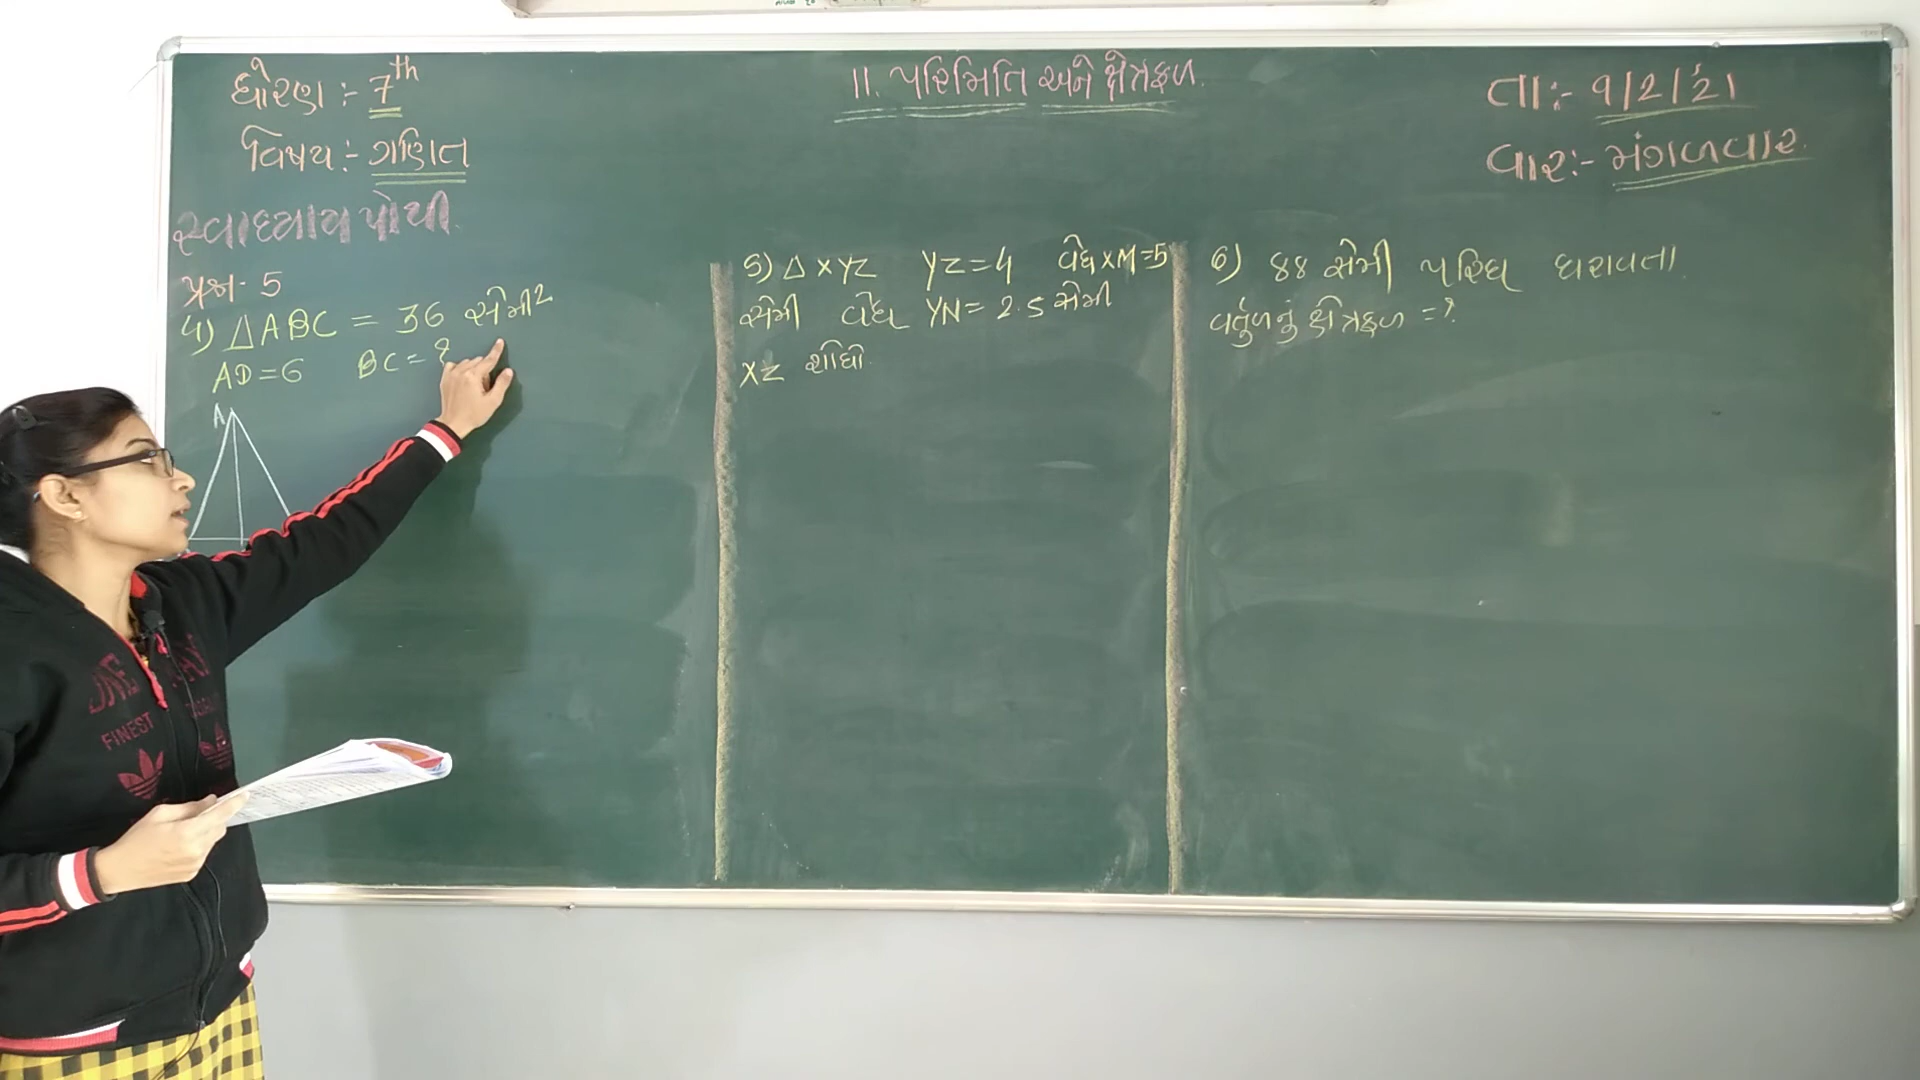 ધોરણ :- 7th
વિષય :- ગણિત
સ્વાધ્યાય પોથી.
11. પરિમિતિ અને ક્ષેત્રફળ.
તા:- 9/2/21
વાર:- મંગળવાર.
પ્રશ્ન- 5
4) △ABC = 36 સેમી²
AD = 6 BC = ?
A
5) △ XYZ YZ = 4 વેધ XM = 5
સેમી વેધ YN = 2.5 સેમી
XZ શોધો.
6) 88 સેમી પરિઘ ધરાવતા
વર્તુળનું ક્ષેત્રફળ = ?
FINEST